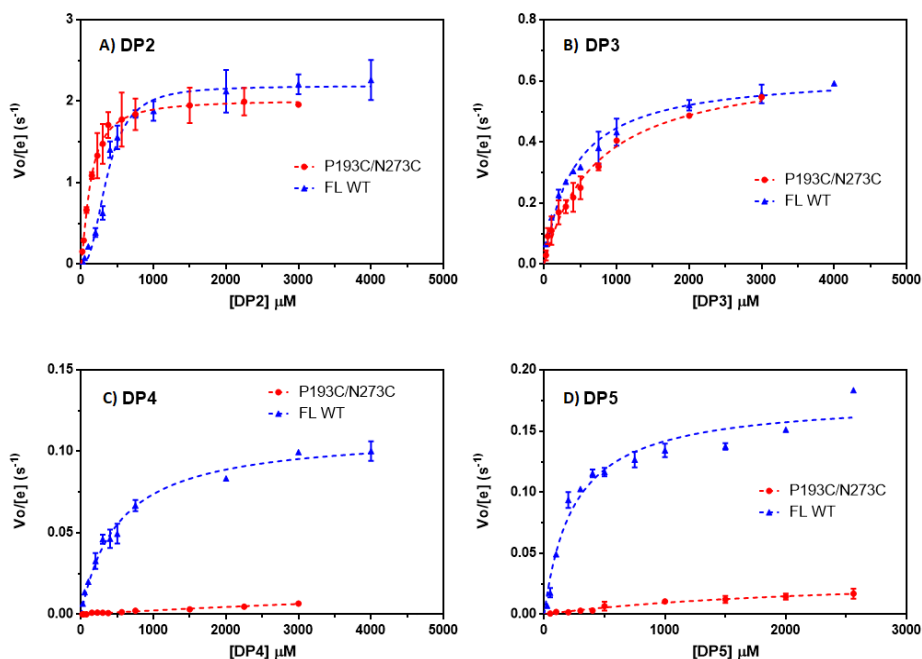 A) DP2
Vo/[e] (s⁻¹)
3
2
1
0
P193C/N273C
FL WT
0 1000 2000 3000 4000 5000
[DP2] μM
B) DP3
Vo/[e] (s⁻¹)
0.8
0.6
0.4
0.2
0.0
P193C/N273C
FL WT
0 1000 2000 3000 4000 5000
[DP3] μM
C) DP4
Vo/[e] (s⁻¹)
0.15
0.10
0.05
0.00
P193C/N273C
FL WT
0 1000 2000 3000 4000 5000
[DP4] μM
D) DP5
Vo/[e] (s⁻¹)
0.20
0.15
0.10
0.05
0.00
P193C/N273C
FL WT
0 1000 2000 3000
[DP5] μM